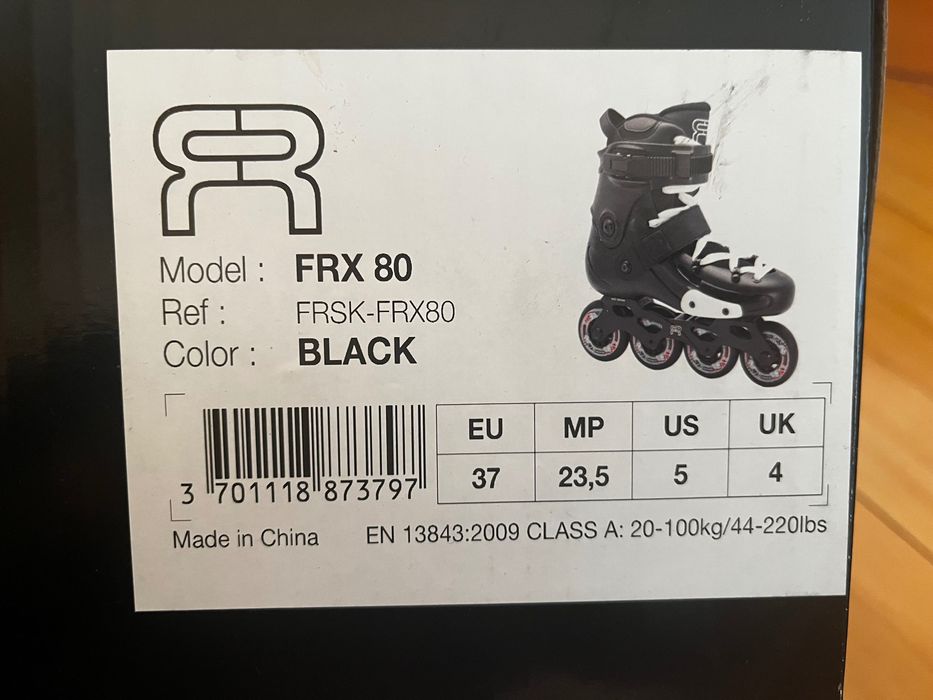 Model : FRX 80
Ref : FRSK-FRX80
Color : BLACK
3 701118 873797
EU MP US UK
37 23,5 5 4
Made in China EN 13843:2009 CLASS A: 20-100kg/44-220lbs